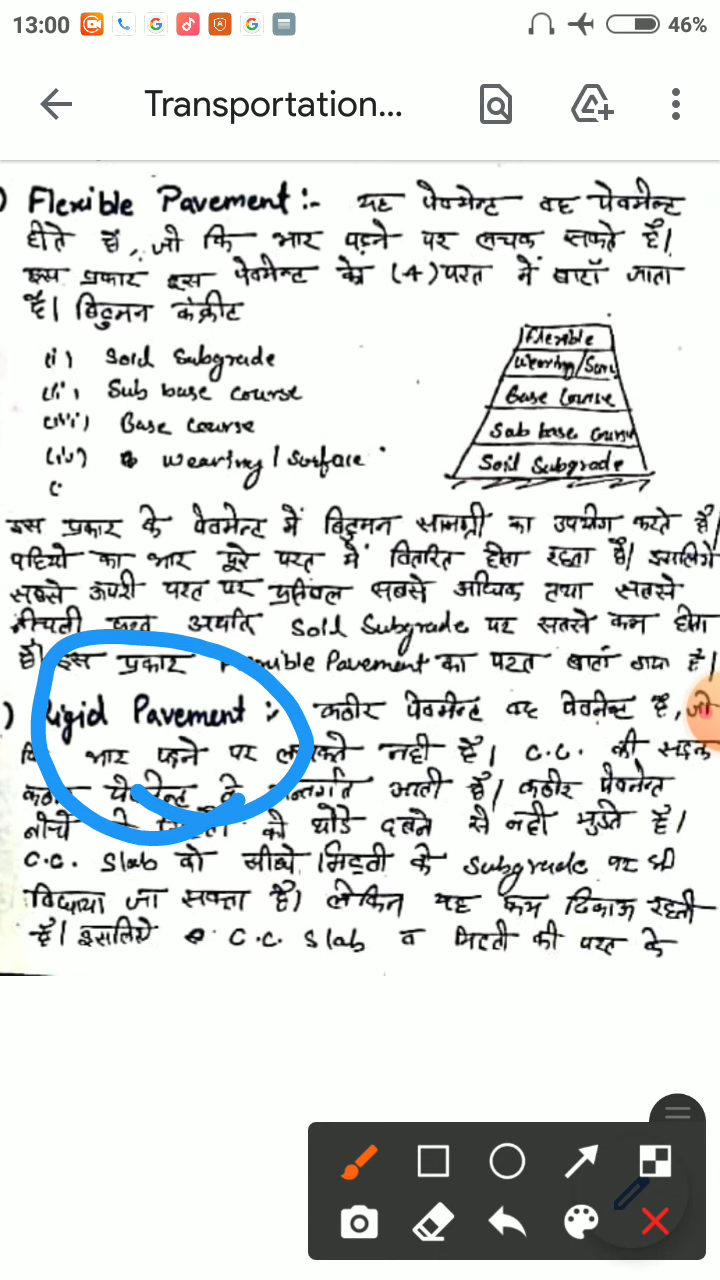 13:00
46%
Transportation...
) Flexible Pavement :- यह पेवमेन्ट वह पेवमेन्ट
होते हैं, जो कि भार पड़ने पर लचक सकते है।
इस प्रकार इस पेवमेन्ट को (4) परत में बाटाँ जाता
है। बिटुमन कंक्रीट
(i) Soil Subgrade
(ii) Sub base course
(iii) Base course
(iv) wearing / Surface
(
Flexible
Wearing/Sur
Base Course
Sub base Course
Soil Subgrade
इस प्रकार के पेवमेन्ट में बिटुमन सामग्री का उपयोग करते है।
पहियो का भार पूरे परत में वितरित होता रहता है। इसलिये
सबसे ऊपरी परत पर प्रतिबल सबसे अधिक तथा सबसे
नीचली परत अर्थात Soil Subgrade पर सबसे कम होता
है। इस प्रकार Flexible Pavement का परत बाटाँ गया है।
) Rigid Pavement :- कठोर पेवमेन्ट वह पेवमेन्ट है, जो
कि भार पड़ने पर लचकते नही है। C.C. की सड़क
कठोर पेवमेन्ट के अन्तर्गत आती है। कठोर पेवमेन्ट
नीचे की मिट्टी के थोडे दबने से नही मुड़ते है।
C.C. Slab को सीधे मिट्टी के Subgrade पर भी
बिछाया जा सकता है। लेकिन यह कम टिकाऊ रहती
है। इसलिये C.C. Slab व मिटटी की परत के